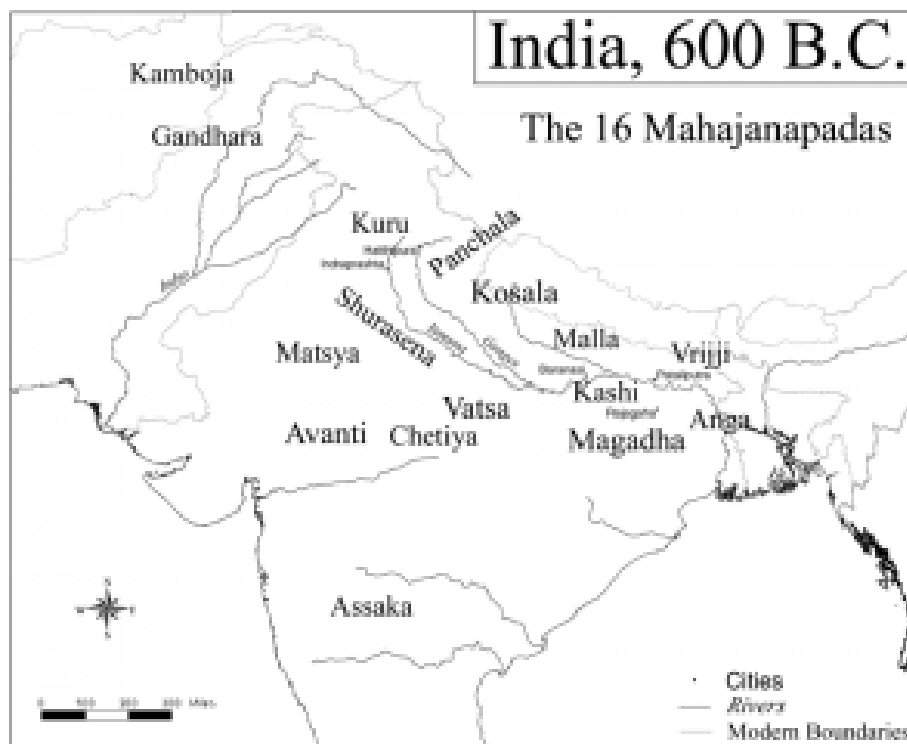 India, 600 B.C.
The 16 Mahajanapadas
Kamboja
Gandhara
Kuru
Panchala
Indus
Kosala
Shurasena
Malla
Matsya
Vrijji
Kashi
Vatsa
Avanti
Chetiya
Magadha
Anga
Assaka
Cities
Rivers
Modern Boundaries